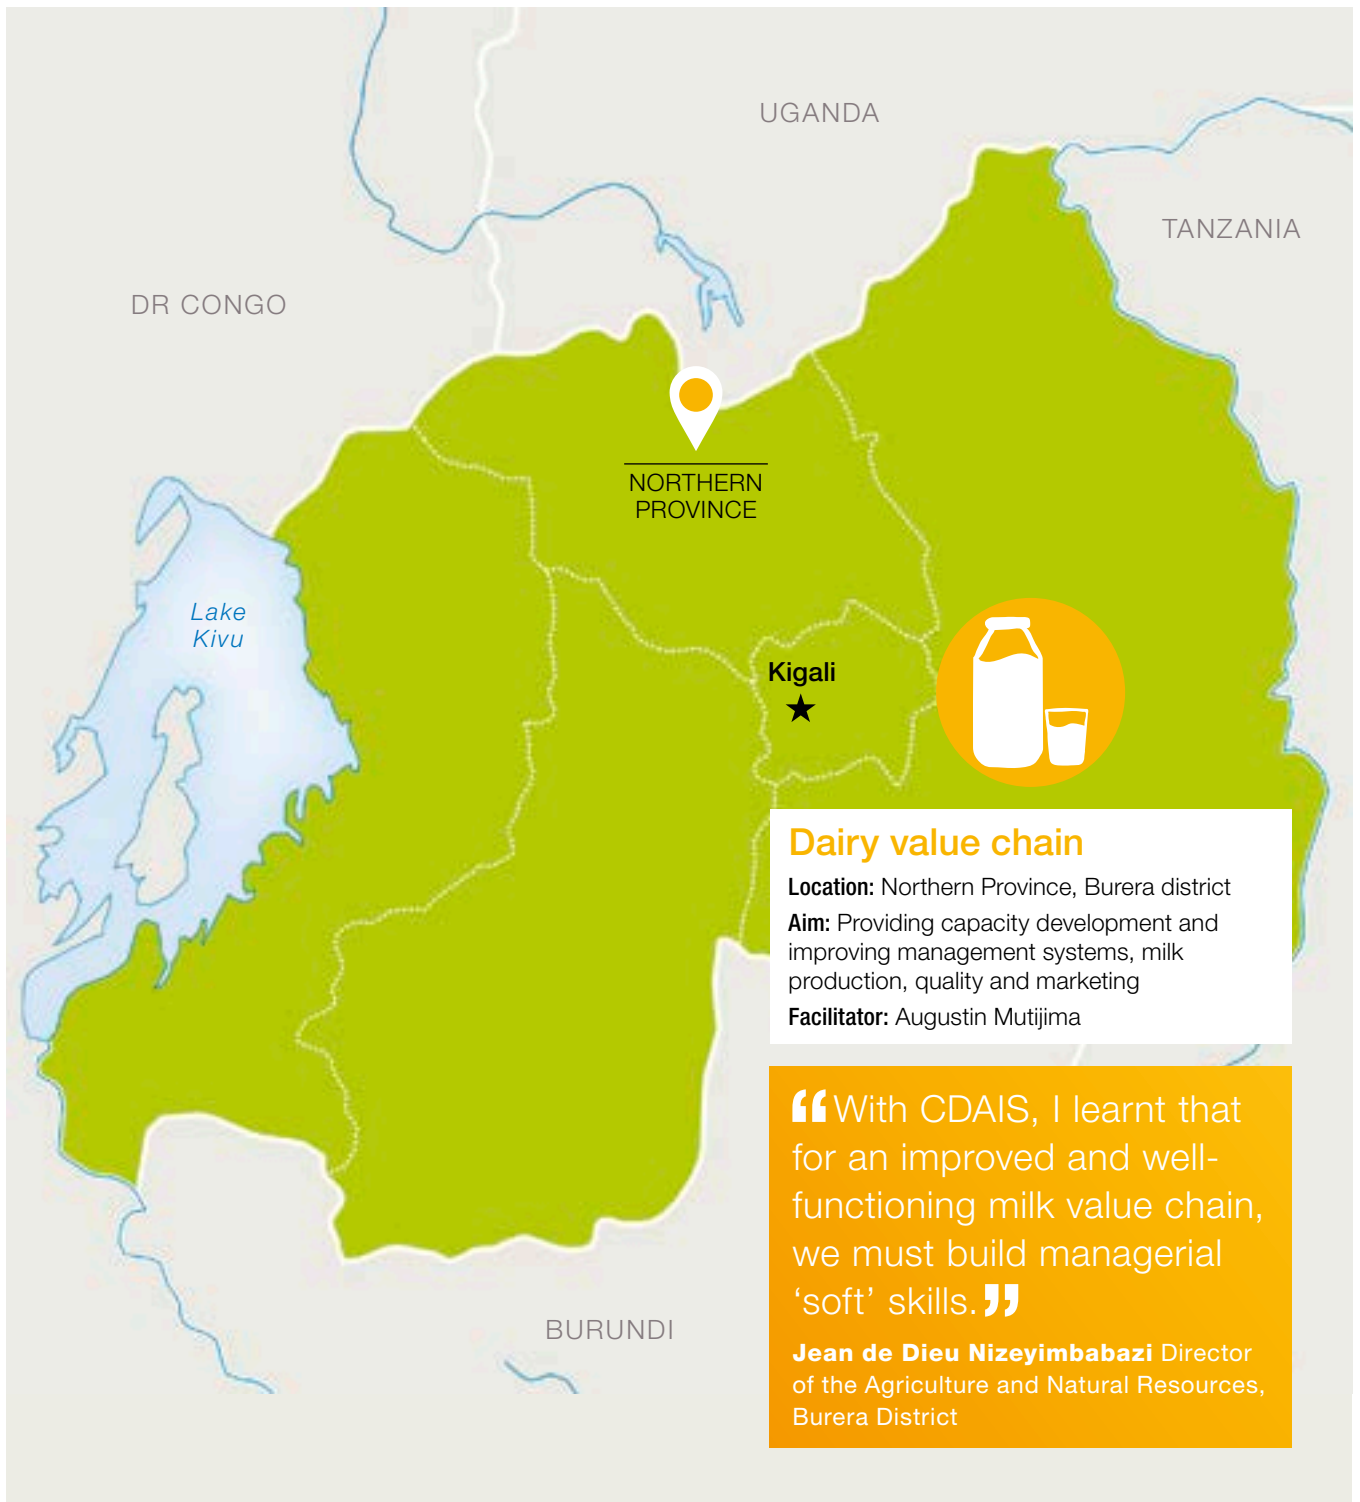 UGANDA
TANZANIA
DR CONGO
NORTHERN
PROVINCE
Lake
Kivu
Kigali
Dairy value chain
Location: Northern Province, Burera district
Aim: Providing capacity development and
improving management systems, milk
production, quality and marketing
Facilitator: Augustin Mutijima
“With CDAIS, I learnt that
for an improved and well-
functioning milk value chain,
we must build managerial
‘soft’ skills.”
BURUNDI
Jean de Dieu Nizeyimbabazi Director
of the Agriculture and Natural Resources,
Burera District